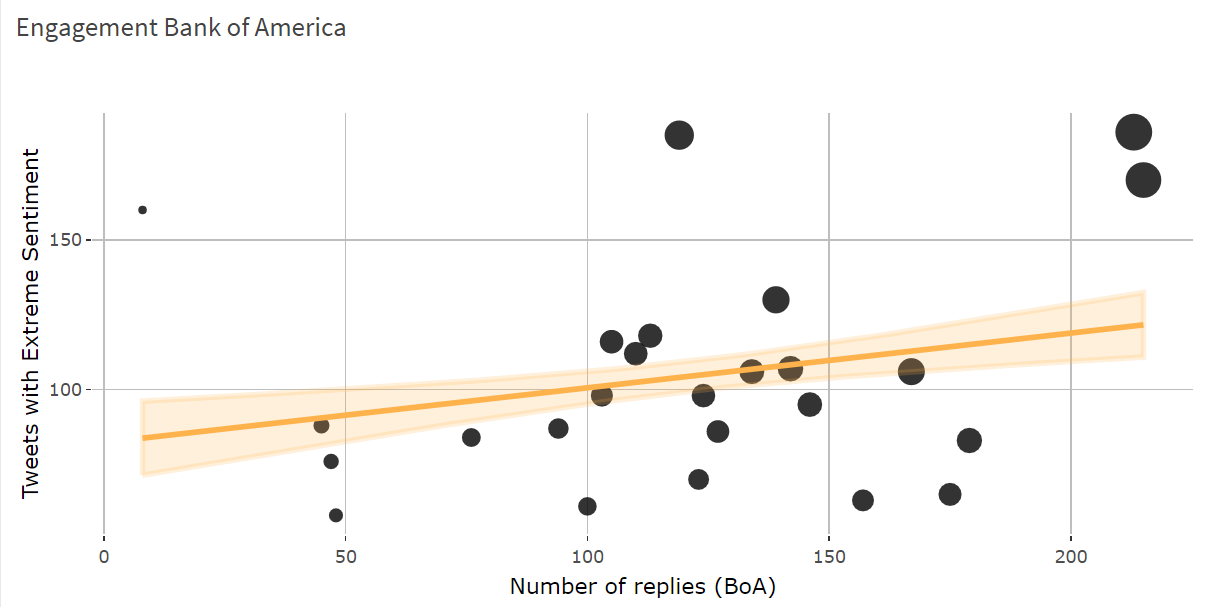 Engagement Bank of America
Tweets with Extreme Sentiment
150
100
0 50 100 150 200
Number of replies (BoA)